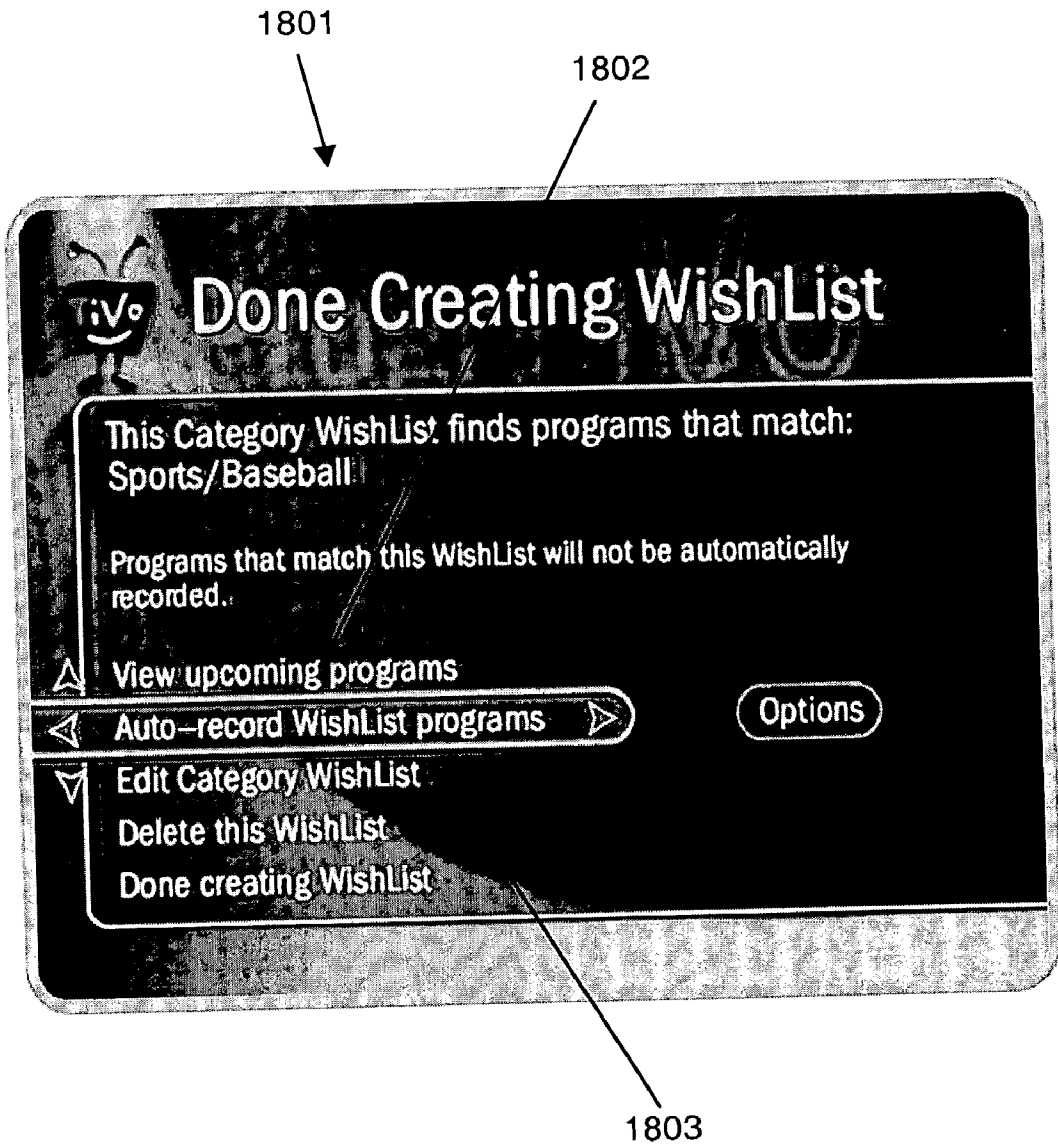 1801
1802
TiVo
Done Creating WishList
This Category WishList finds programs that match:
Sports/Baseball
Programs that match this WishList will not be automatically
recorded.
View upcoming programs
Auto-record WishList programs
Options
Edit Category WishList
Delete this WishList
Done creating WishList
1803